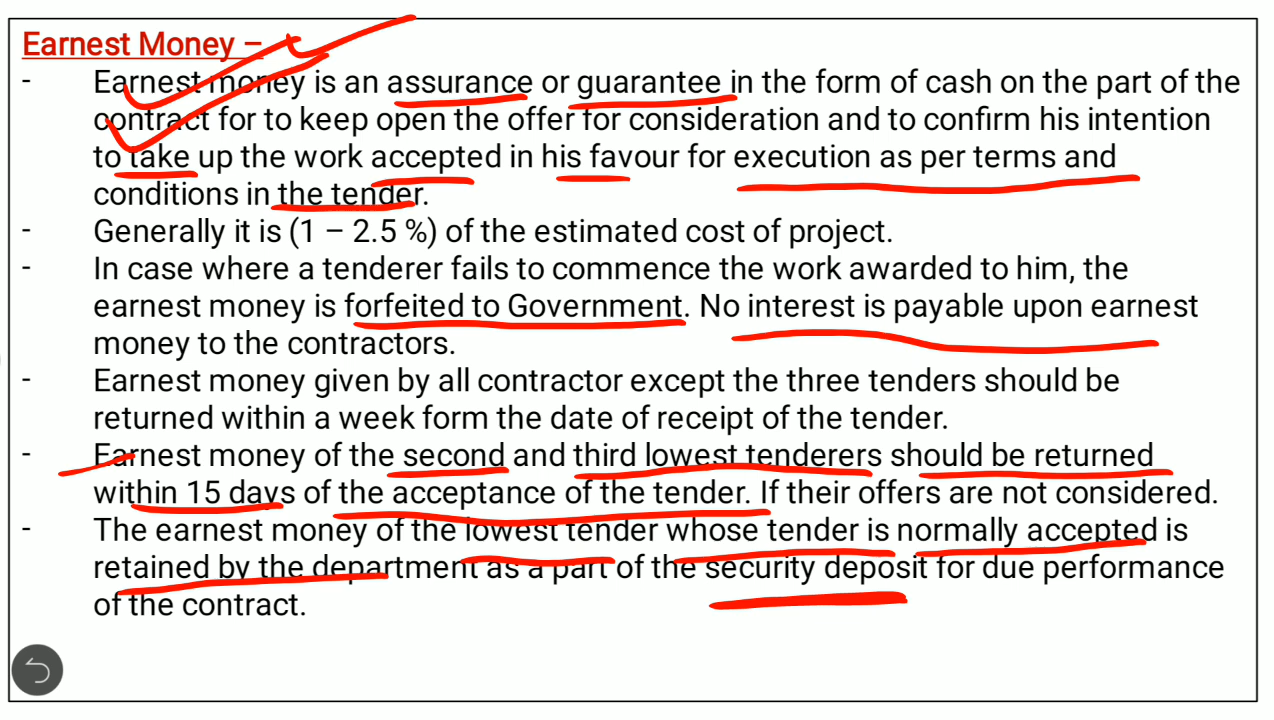 Earnest Money –
- Earnest money is an assurance or guarantee in the form of cash on the part of the
contract for to keep open the offer for consideration and to confirm his intention
to take up the work accepted in his favour for execution as per terms and
conditions in the tender.
- Generally it is (1 – 2.5 %) of the estimated cost of project.
- In case where a tenderer fails to commence the work awarded to him, the
earnest money is forfeited to Government. No interest is payable upon earnest
money to the contractors.
- Earnest money given by all contractor except the three tenders should be
returned within a week form the date of receipt of the tender.
- Earnest money of the second and third lowest tenderers should be returned
within 15 days of the acceptance of the tender. If their offers are not considered.
- The earnest money of the lowest tender whose tender is normally accepted is
retained by the department as a part of the security deposit for due performance
of the contract.